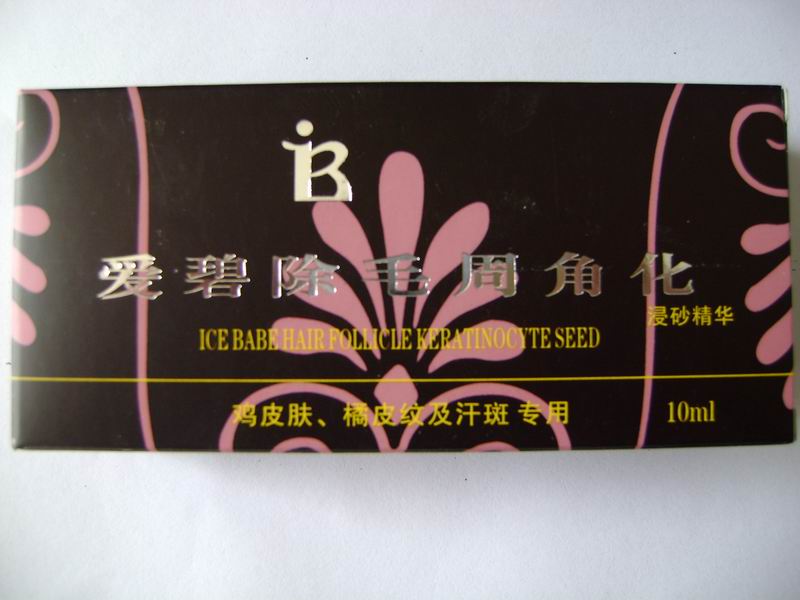 iB
爱碧除毛周角化
浸砂精华
ICE BABE HAIR FOLLICLE KERATINOCYTE SEED
鸡皮肤、橘皮纹及汗斑 专用
10ml